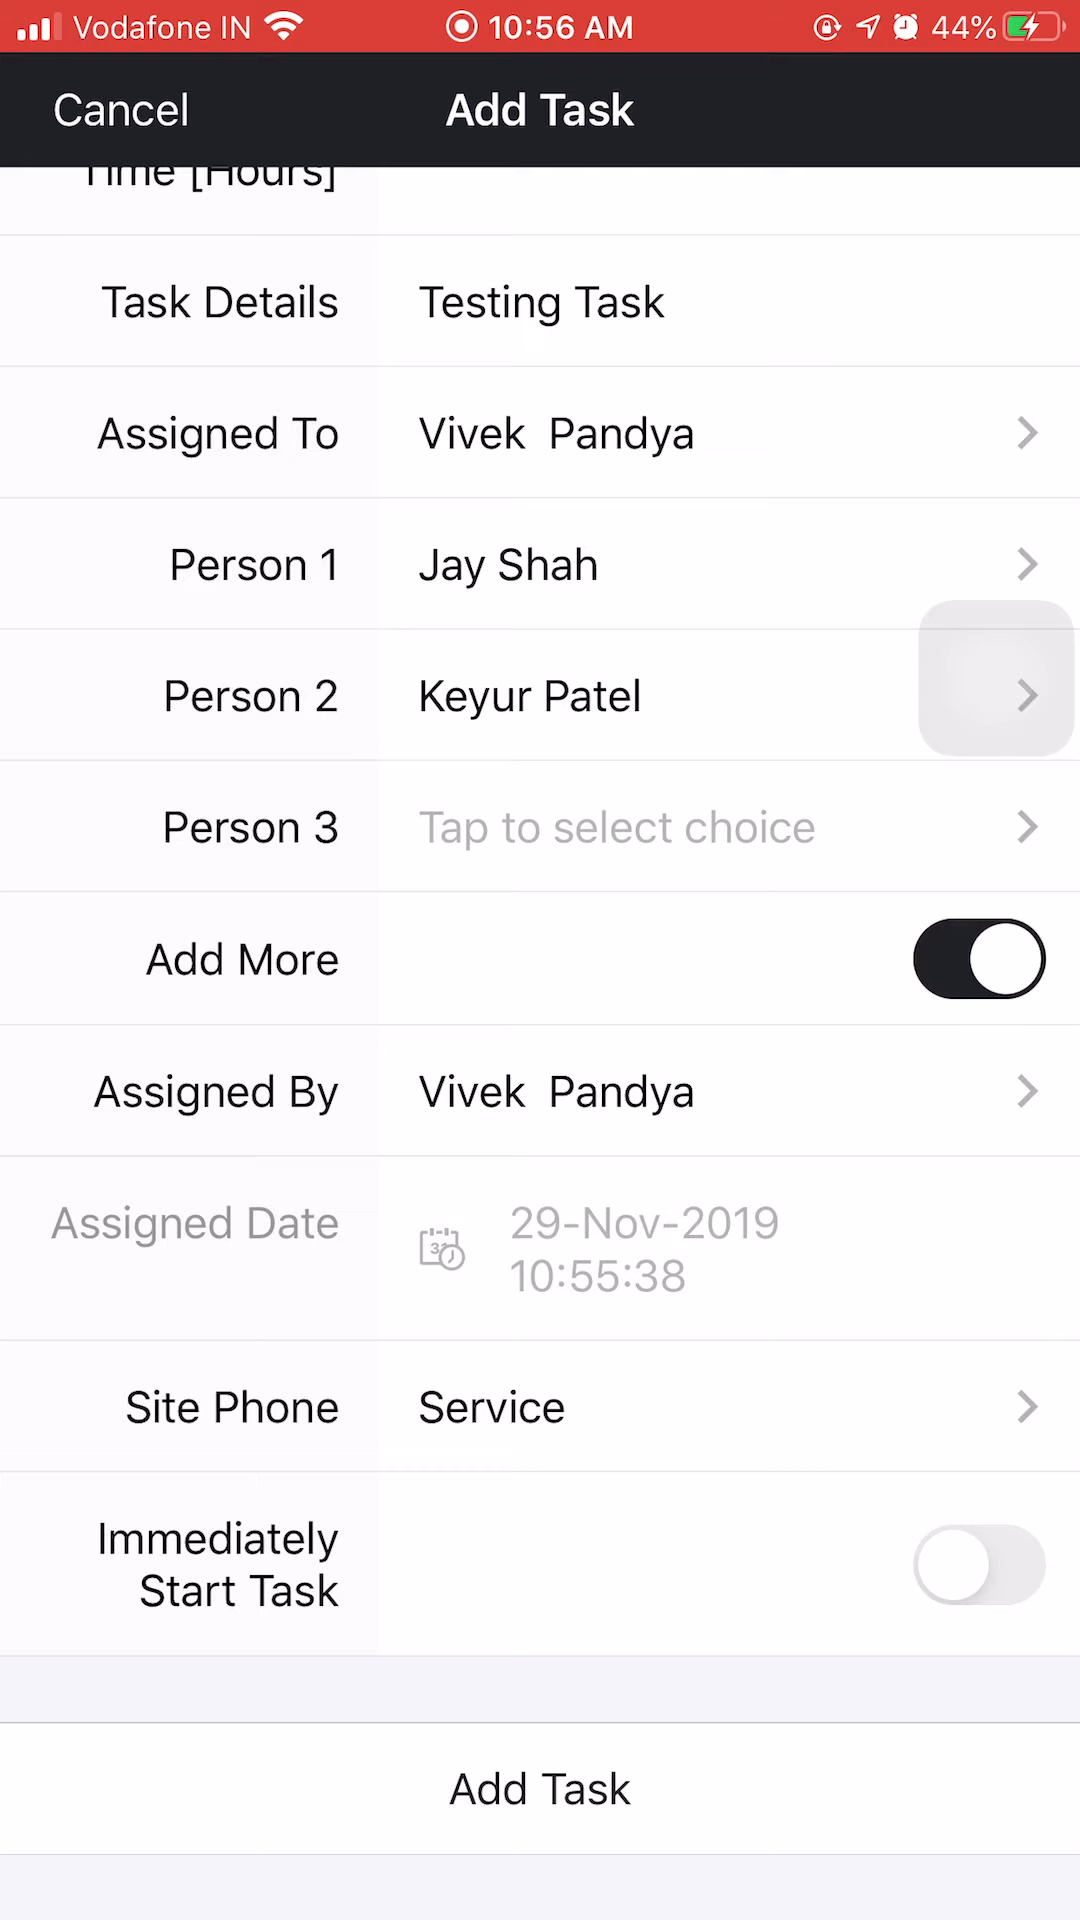 Vodafone IN 10:56 AM 44%
Cancel Add Task
Time [Hours]
Task Details Testing Task
Assigned To Vivek  Pandya
Person 1 Jay Shah
Person 2 Keyur Patel
Person 3 Tap to select choice
Add More
Assigned By Vivek  Pandya
Assigned Date 29-Nov-2019
10:55:38
Site Phone Service
Immediately
Start Task
Add Task